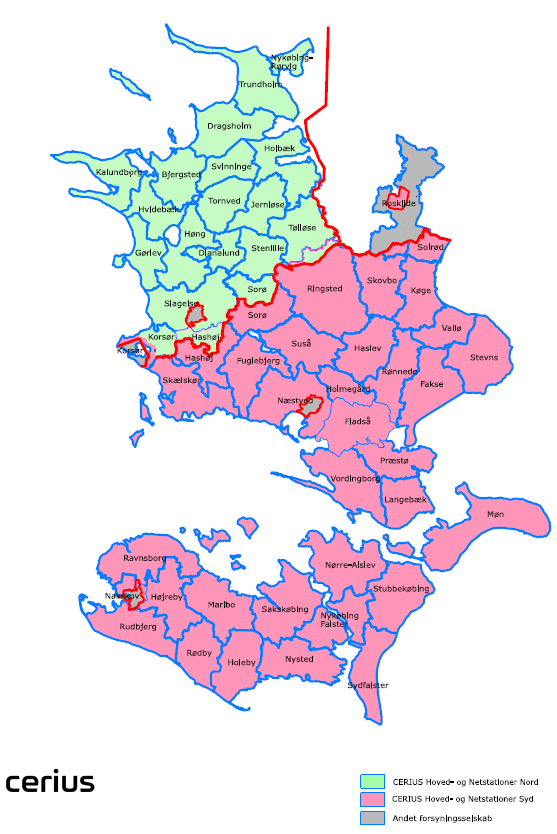 Nykøbing-
Rørvig
Trundholm
Dragsholm
Holbæk
Svinninge
Kalundborg
Bjergsted
Tornved
Jernløse
Roskilde
Hvidebæk
Høng
Tølløse
Solrød
Gørlev
Dianalund
Stenlille
Skovbo
Sorø
Ringsted
Køge
Slagelse
Sorø
Vallø
Korsør
Hashøj
Suså
Haslev
Korsør
Hashøj
Fuglebjerg
Stevns
Rønnede
Skælskør
Fakse
Holmegård
Næstved
Fladså
Præstø
Vordingborg
Langebæk
Møn
Ravnsborg
Nørre-Alslev
Stubbekøbing
Nakskov
Højreby
Maribo
Sakskøbing
Nykøbing
Falster
Rudbjerg
Rødby
Holeby
Nysted
Sydfalster
cerius
CERIUS Hoved- og Netstationer Nord
CERIUS Hoved- og Netstationer Syd
Andet forsyningsselskab